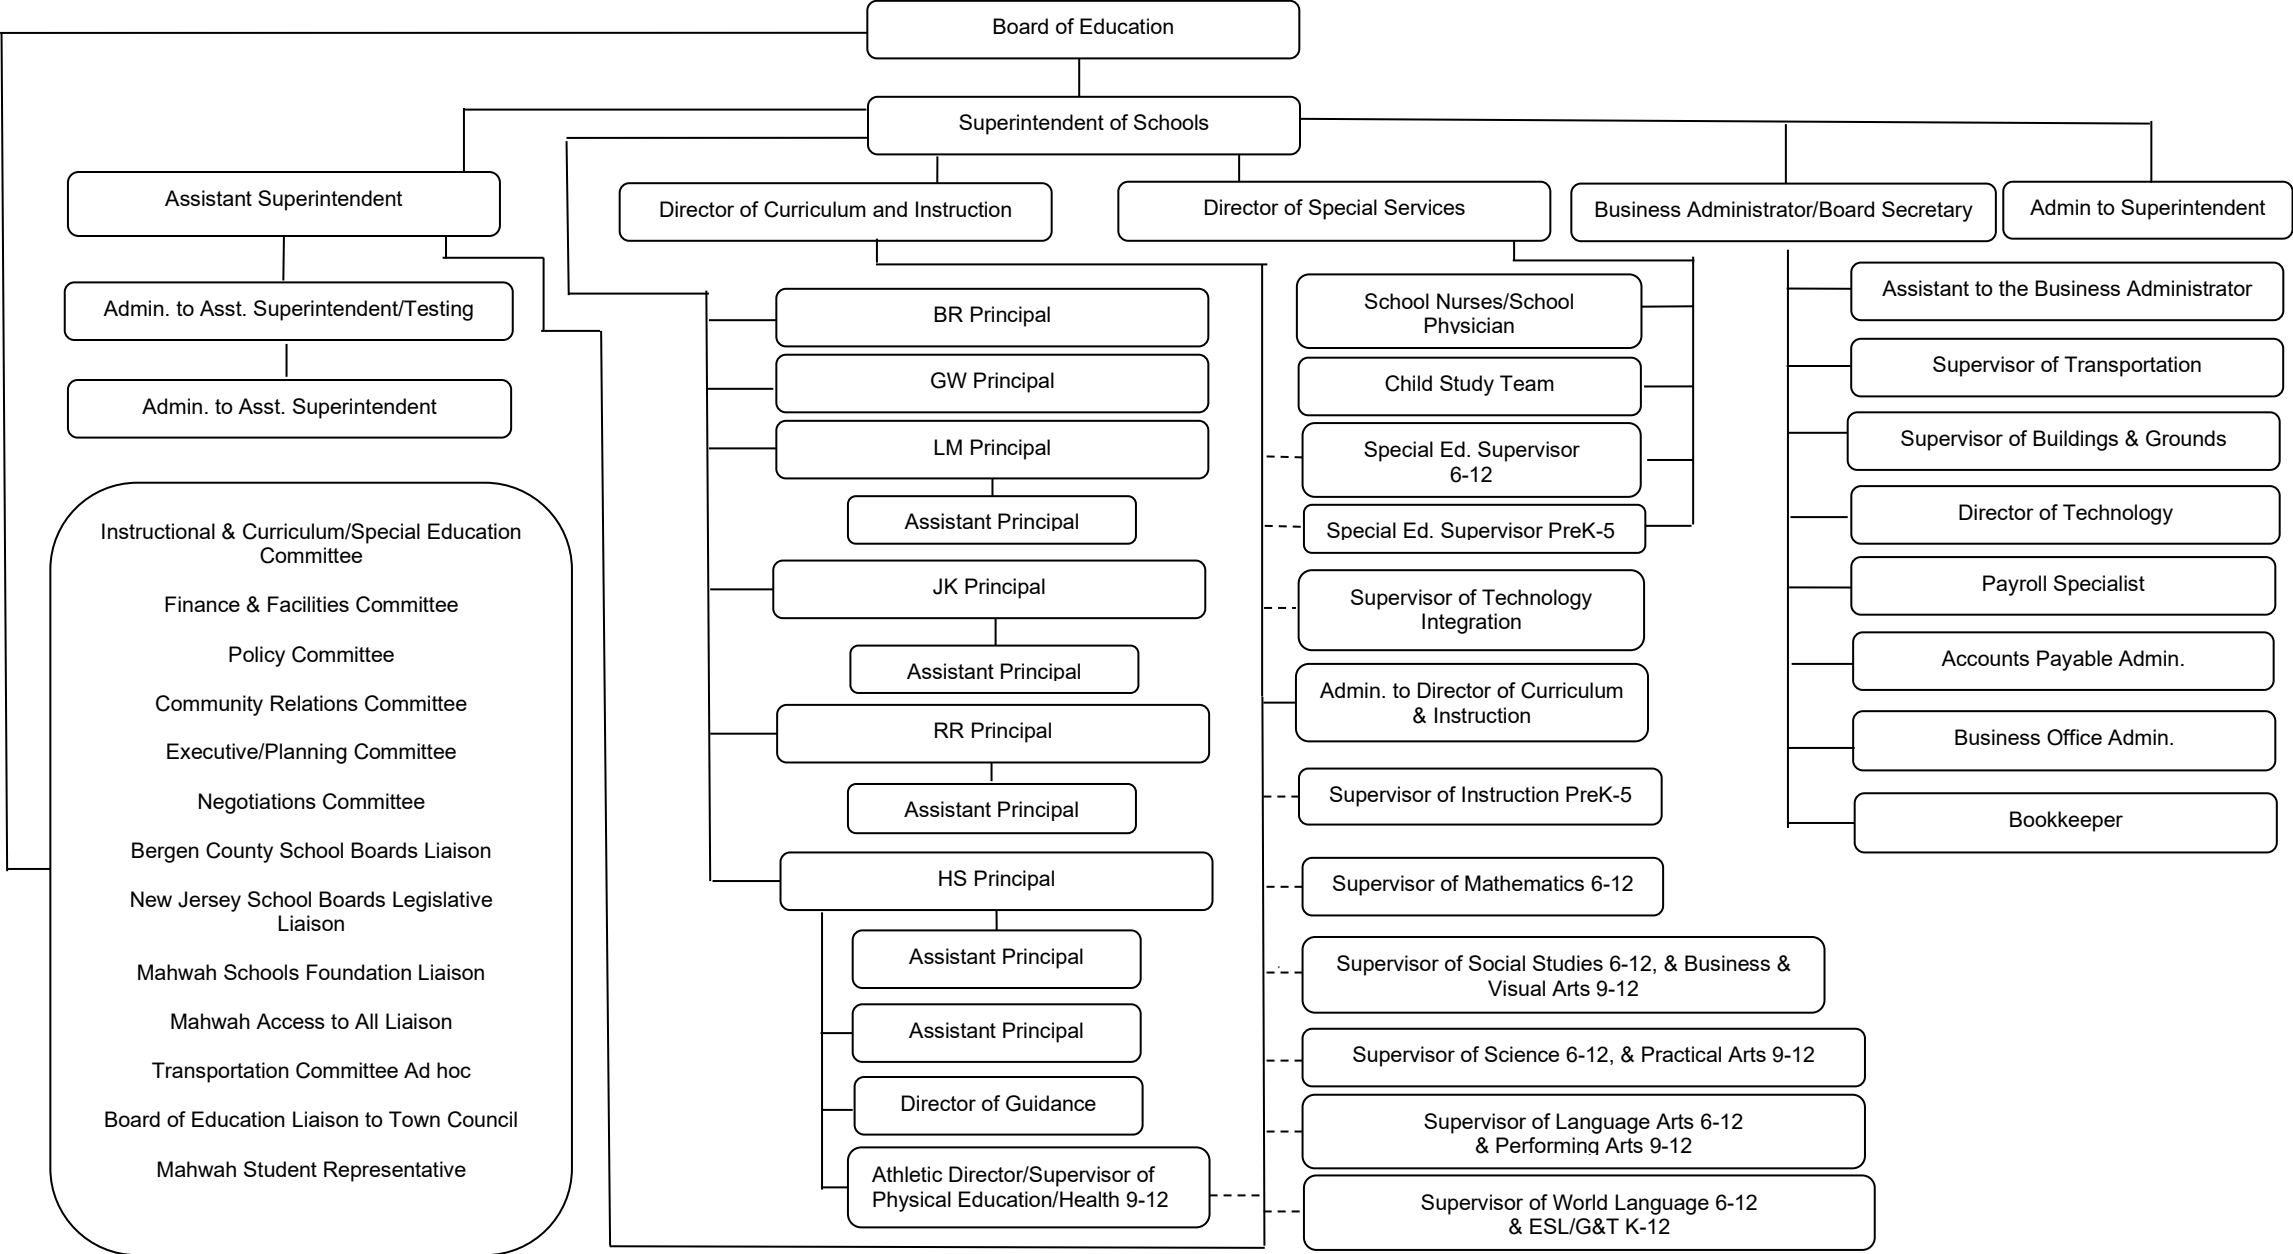 Board of Education
Superintendent of Schools
Assistant Superintendent
Director of Curriculum and Instruction
Director of Special Services
Business Administrator/Board Secretary
Admin to Superintendent
Admin. to Asst. Superintendent/Testing
Admin. to Asst. Superintendent
Instructional & Curriculum/Special Education
Committee
Finance & Facilities Committee
Policy Committee
Community Relations Committee
Executive/Planning Committee
Negotiations Committee
Bergen County School Boards Liaison
New Jersey School Boards Legislative
Liaison
Mahwah Schools Foundation Liaison
Mahwah Access to All Liaison
Transportation Committee Ad hoc
Board of Education Liaison to Town Council
Mahwah Student Representative
BR Principal
GW Principal
LM Principal
Assistant Principal
JK Principal
Assistant Principal
RR Principal
Assistant Principal
HS Principal
Assistant Principal
Assistant Principal
Director of Guidance
Athletic Director/Supervisor of
Physical Education/Health 9-12
School Nurses/School
Physician
Child Study Team
Special Ed. Supervisor
6-12
Special Ed. Supervisor PreK-5
Supervisor of Technology
Integration
Admin. to Director of Curriculum
& Instruction
Supervisor of Instruction PreK-5
Supervisor of Mathematics 6-12
Supervisor of Social Studies 6-12, & Business &
Visual Arts 9-12
Supervisor of Science 6-12, & Practical Arts 9-12
Supervisor of Language Arts 6-12
& Performing Arts 9-12
Supervisor of World Language 6-12
& ESL/G&T K-12
Assistant to the Business Administrator
Supervisor of Transportation
Supervisor of Buildings & Grounds
Director of Technology
Payroll Specialist
Accounts Payable Admin.
Business Office Admin.
Bookkeeper